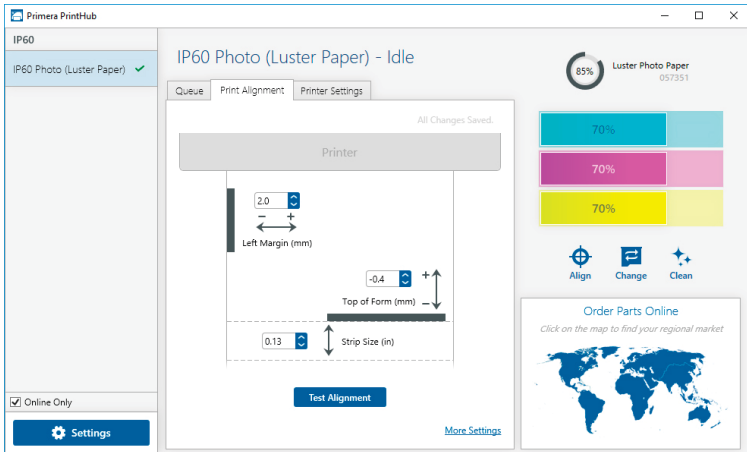 Primera PrintHub
IP60
IP60 Photo (Luster Paper)
Online Only
Settings
IP60 Photo (Luster Paper) - Idle
Queue
Print Alignment
Printer Settings
All Changes Saved.
Printer
2.0
- +
Left Margin (mm)
-0.4
+
Top of Form (mm)
-
0.13
Strip Size (in)
Test Alignment
More Settings
85%
Luster Photo Paper
057351
70%
70%
70%
Align
Change
Clean
Order Parts Online
Click on the map to find your regional market